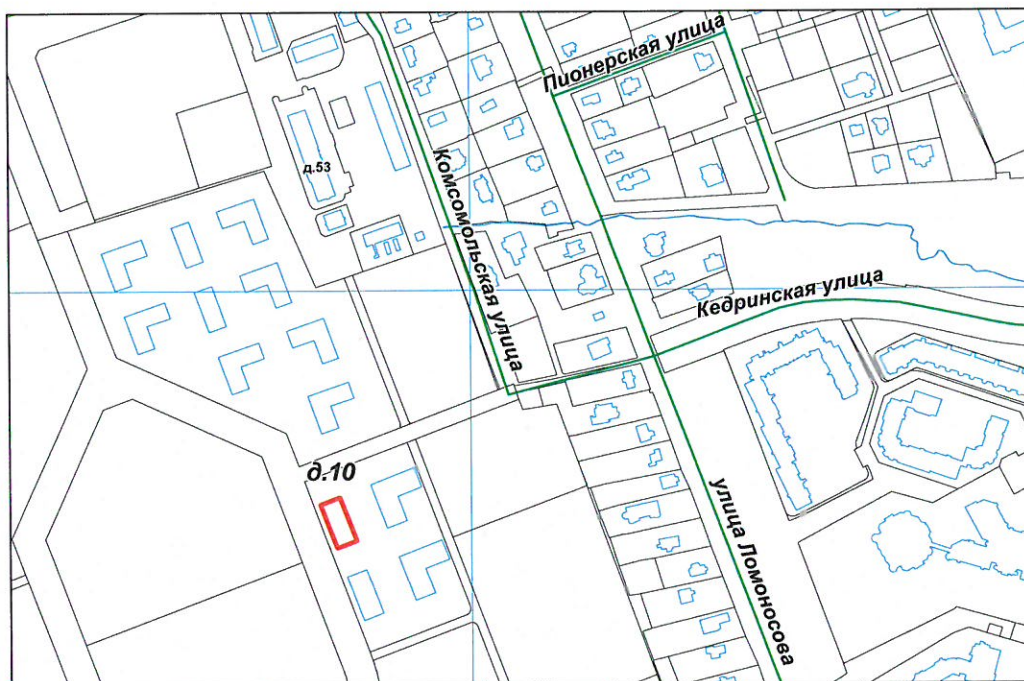 Пионерская улица
д.53
Комсомольская улица
Кедринская улица
д.10
улица Ломоносова